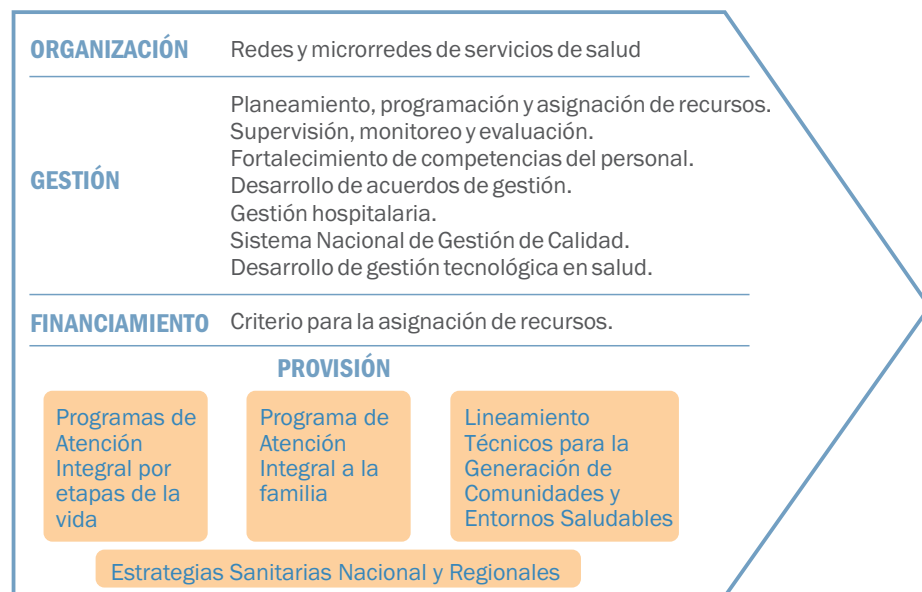 ORGANIZACIÓN Redes y microrredes de servicios de salud
GESTIÓN
Planeamiento, programación y asignación de recursos.
Supervisión, monitoreo y evaluación.
Fortalecimiento de competencias del personal.
Desarrollo de acuerdos de gestión.
Gestión hospitalaria.
Sistema Nacional de Gestión de Calidad.
Desarrollo de gestión tecnológica en salud.
FINANCIAMIENTO Criterio para la asignación de recursos.
PROVISIÓN
Programas de
Atención
Integral por
etapas de la
vida
Programa de
Atención
Integral a la
familia
Lineamiento
Técnicos para la
Generación de
Comunidades y
Entornos Saludables
Estrategias Sanitarias Nacional y Regionales